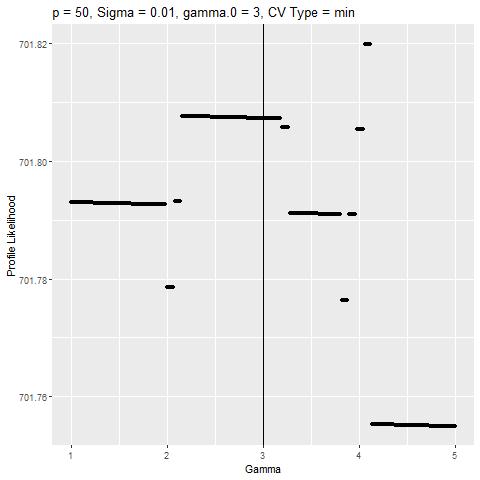 p = 50, Sigma = 0.01, gamma.0 = 3, CV Type = min
701.82
701.80
701.78
701.76
Profile Likelihood
1 2 3 4 5
Gamma